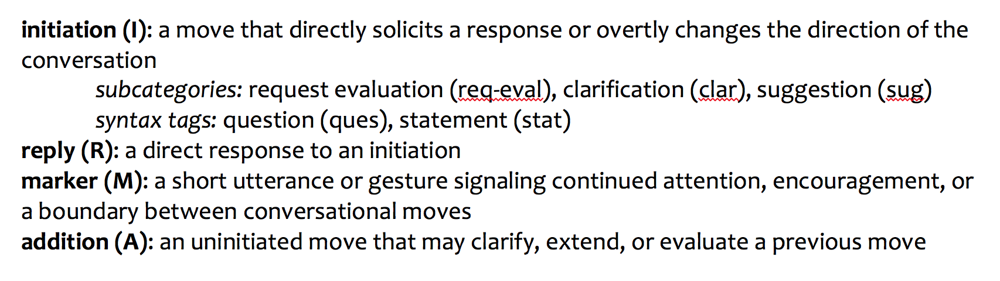 initiation (I): a move that directly solicits a response or overtly changes the direction of the
conversation
subcategories: request evaluation (req-eval), clarification (clar), suggestion (sug)
syntax tags: question (ques), statement (stat)
reply (R): a direct response to an initiation
marker (M): a short utterance or gesture signaling continued attention, encouragement, or
a boundary between conversational moves
addition (A): an uninitiated move that may clarify, extend, or evaluate a previous move